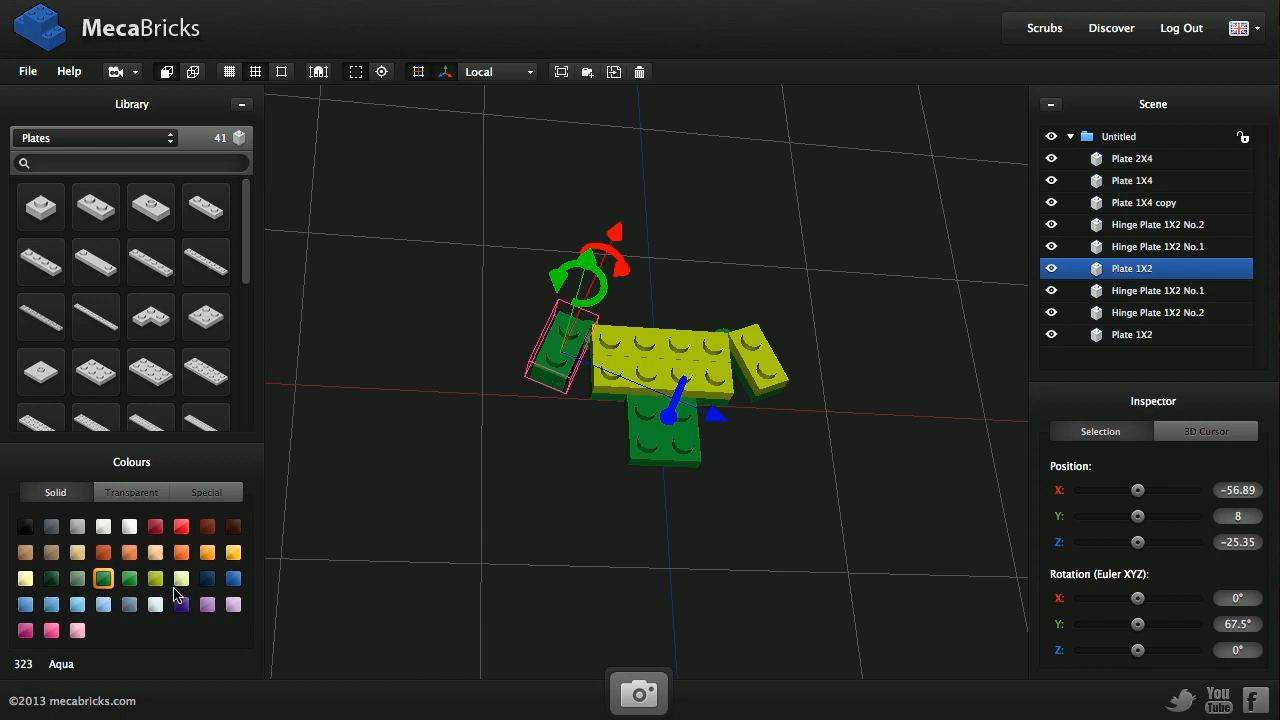 MecaBricks
Scrubs Discover Log Out
File Help Local
Library
Plates 41
Colours
Solid Transparent Special
323 Aqua
Scene
Untitled
Plate 2X4
Plate 1X4
Plate 1X4 copy
Hinge Plate 1X2 No.2
Hinge Plate 1X2 No.1
Plate 1X2
Hinge Plate 1X2 No.1
Hinge Plate 1X2 No.2
Plate 1X2
Inspector
Selection 3D Cursor
Position:
X: -56.89
Y: 8
Z: -25.35
Rotation (Euler XYZ):
X: 0°
Y: 67.5°
Z: 0°
©2013 mecabricks.com
You Tube f